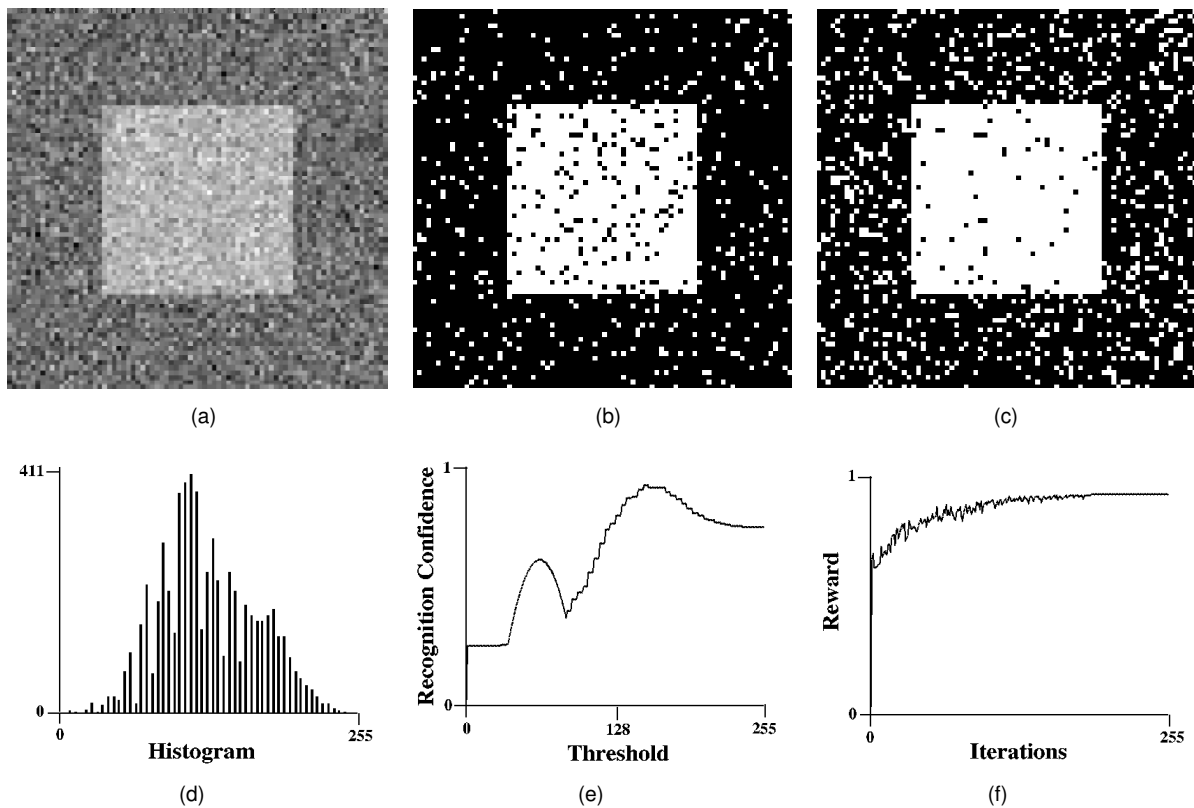 (a)
(b)
(c)
411
0
0
255
Histogram
(d)
1
0
0
128
255
Recognition Confidence
Threshold
(e)
1
0
0
255
Reward
Iterations
(f)